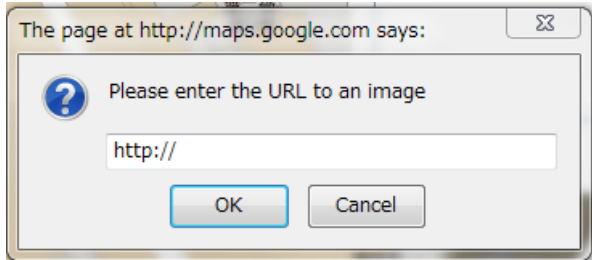 The page at http://maps.google.com says:
Please enter the URL to an image
http://
OK
Cancel